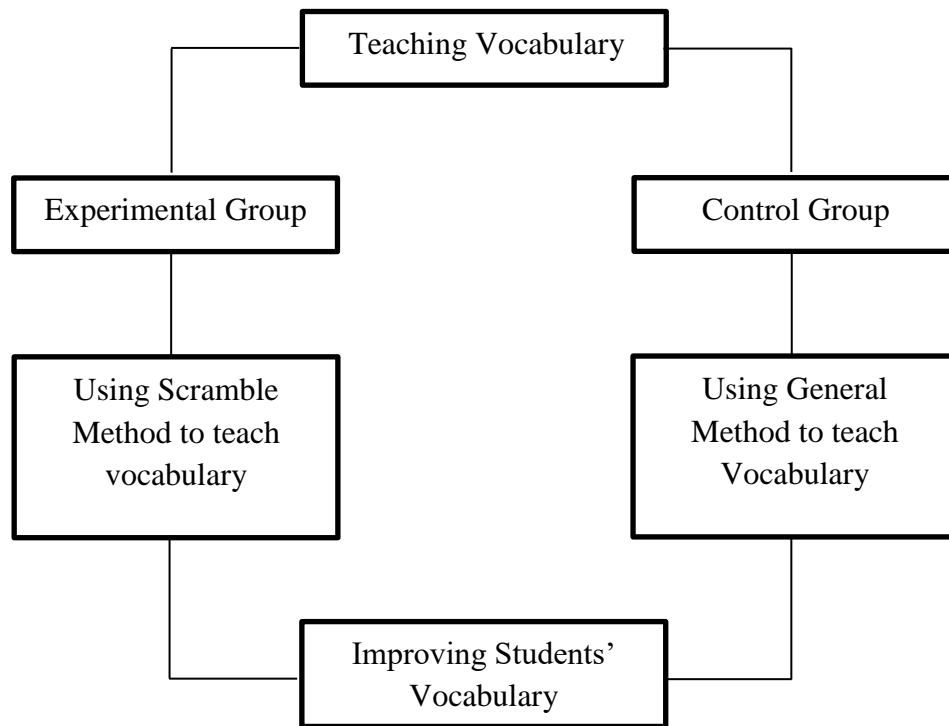 Teaching Vocabulary
Experimental Group
Control Group
Using Scramble
Method to teach
vocabulary
Using General
Method to teach
Vocabulary
Improving Students’
Vocabulary